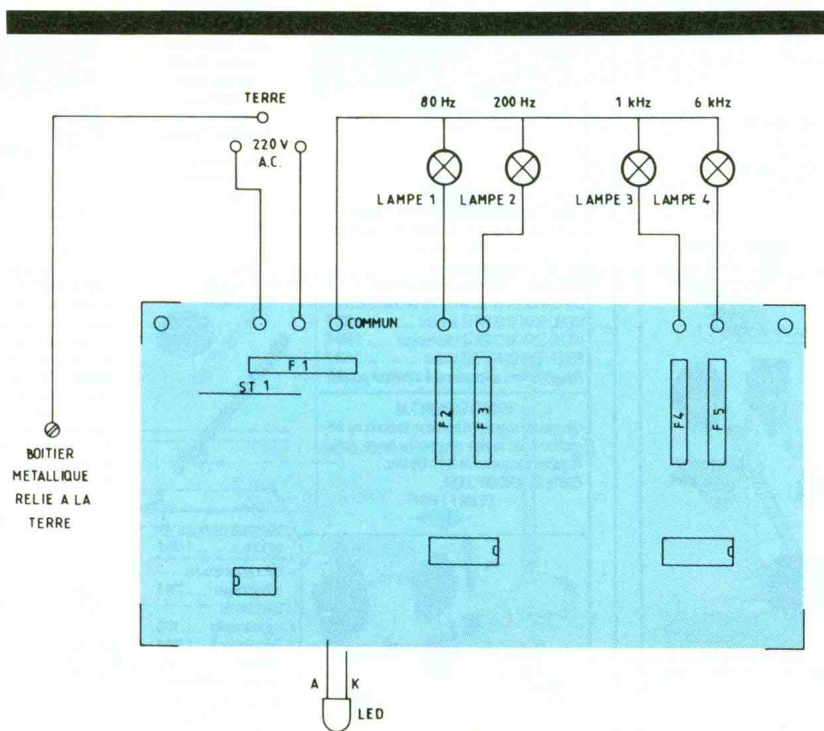 TERRE
80 Hz 200 Hz 1 kHz 6 kHz
220 V
A.C.
LAMPE 1 LAMPE 2 LAMPE 3 LAMPE 4
COMMUN
F 1
ST 1
F 2
F 3
F 4
F 5
BOITIER
METALLIQUE
RELIE A LA
TERRE
A K
LED